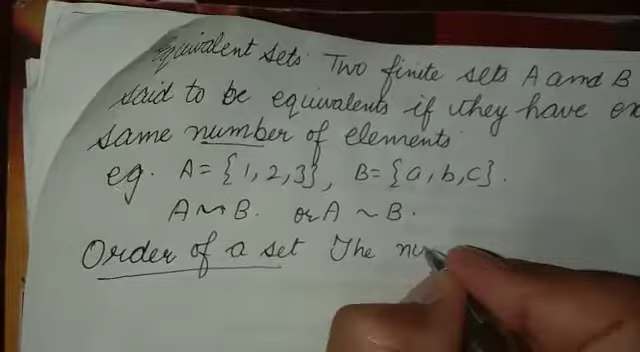 Equivalent sets. Two finite sets A and B
said to be equivalents if they have
same number of elements
eg. A = {1, 2, 3}, B = {a, b, c}.
A ~ B. or A ~ B.
Order of a set The nu